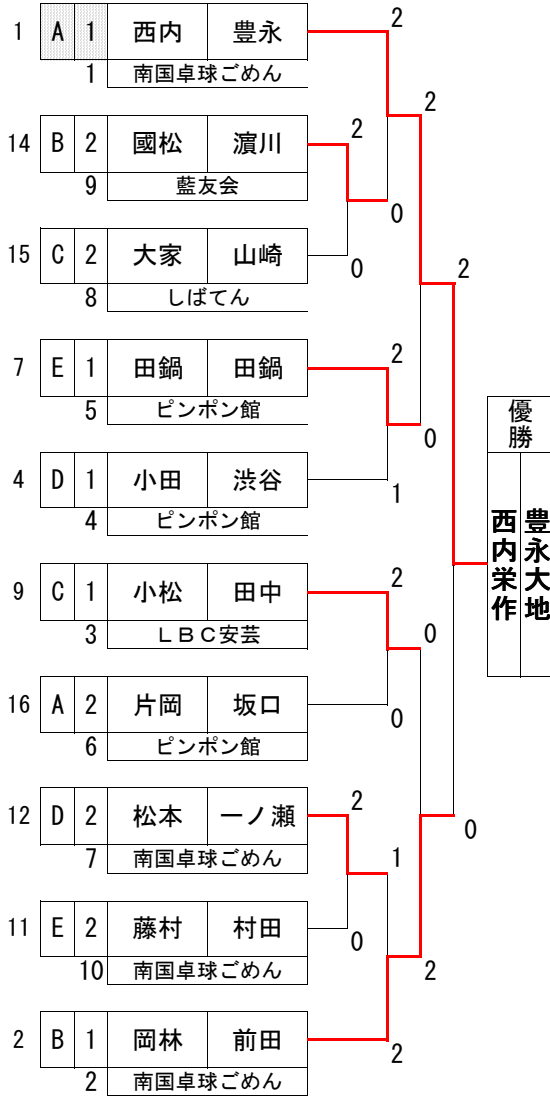 1 A 1 西内 豊永 2
1 南国卓球ごめん
2
14 B 2 國松 濵川 2
9 藍友会
0
15 C 2 大家 山崎 0
8 しばてん
2
7 E 1 田鍋 田鍋 2
5 ピンポン館
0
4 D 1 小田 渋谷 1
4 ピンポン館
優勝
西内栄作
豊永大地
9 C 1 小松 田中 2
3 ＬＢＣ安芸
0
16 A 2 片岡 坂口 0
6 ピンポン館
12 D 2 松本 一ノ瀬 2
7 南国卓球ごめん
0
1
11 E 2 藤村 村田 0
10 南国卓球ごめん
2
2 B 1 岡林 前田 2
2 南国卓球ごめん